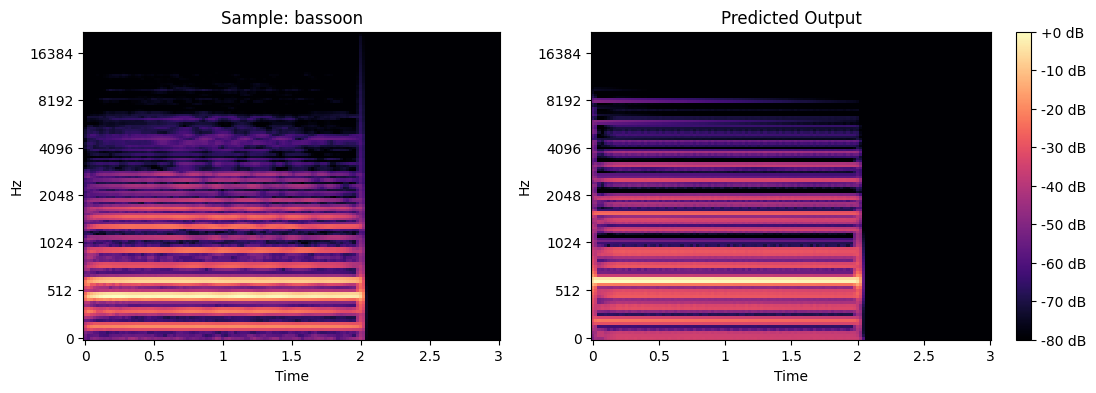 Sample: bassoon
Predicted Output
16384
8192
4096
2048
1024
512
0
Hz
0
0.5
1
1.5
2
2.5
3
Time
16384
8192
4096
2048
1024
512
0
Hz
0
0.5
1
1.5
2
2.5
3
Time
+0 dB
-10 dB
-20 dB
-30 dB
-40 dB
-50 dB
-60 dB
-70 dB
-80 dB